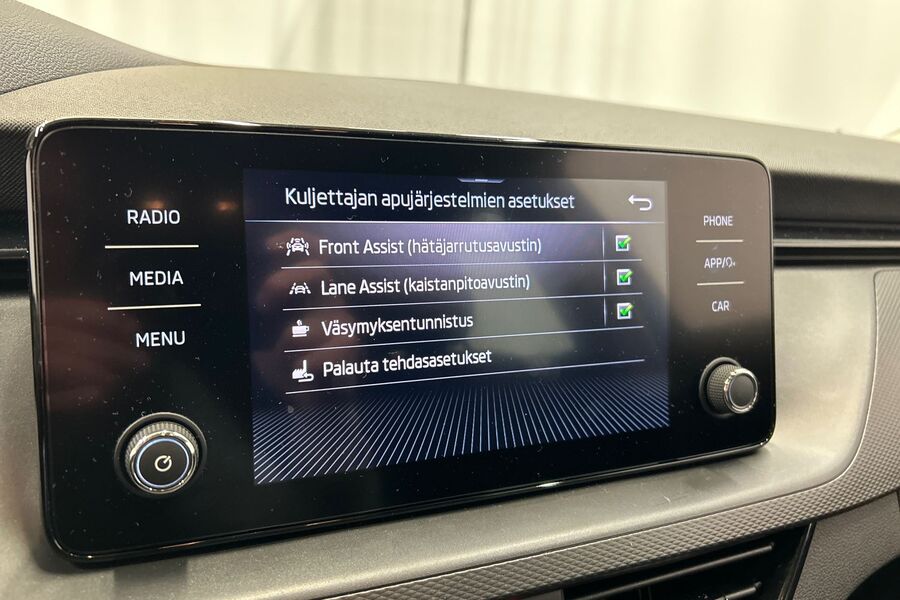 RADIO
MEDIA
MENU
Kuljettajan apujärjestelmien asetukset
Front Assist (hätäjarrutusavustin)
Lane Assist (kaistanpitoavustin)
Väsymyksentunnistus
Palauta tehdasasetukset
PHONE
APP/
CAR